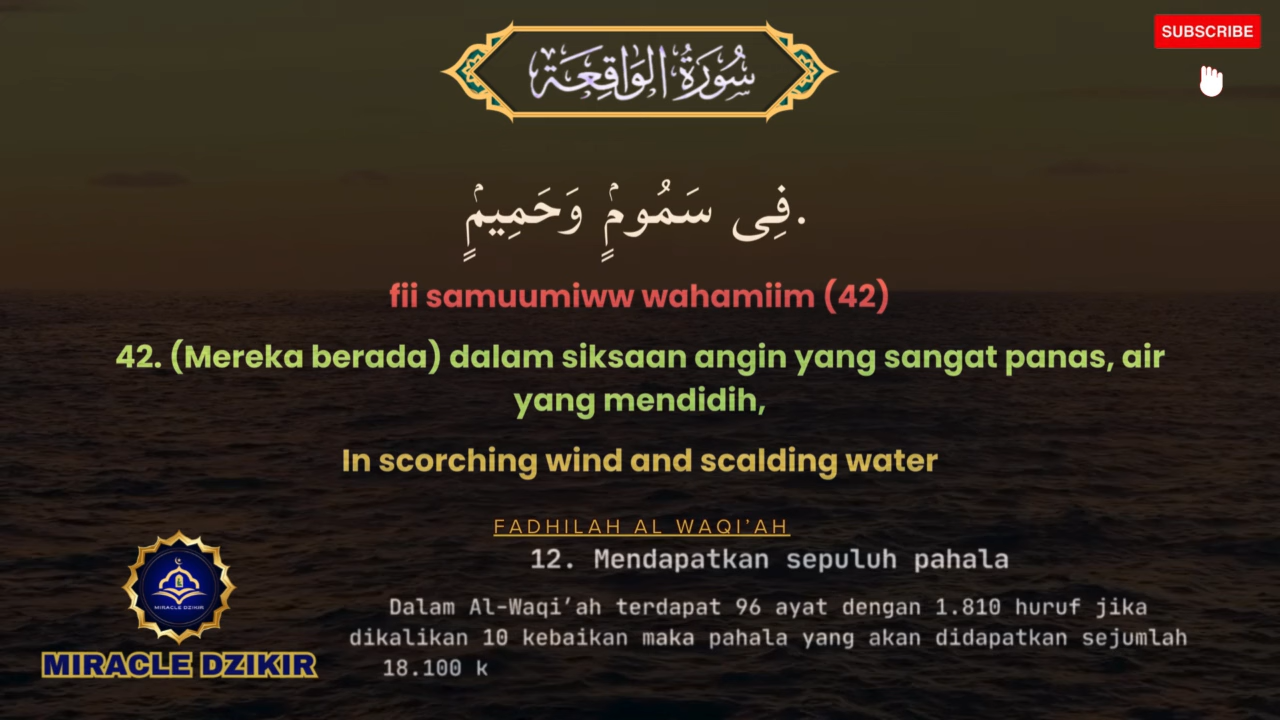 SUBSCRIBE
سُورَةُ الوَاقِعَة
فِى سَمُومٍۢ وَحَمِيمٍۢ.
fii samuumiww wahamiim (42)
42. (Mereka berada) dalam siksaan angin yang sangat panas, air
yang mendidih,
In scorching wind and scalding water
FADHILAH AL WAQI’AH
12. Mendapatkan sepuluh pahala
Dalam Al-Waqi’ah terdapat 96 ayat dengan 1.810 huruf jika
dikalikan 10 kebaikan maka pahala yang akan didapatkan sejumlah
18.100 k
MIRACLE DZIKIR
MIRACLE DZIKIR